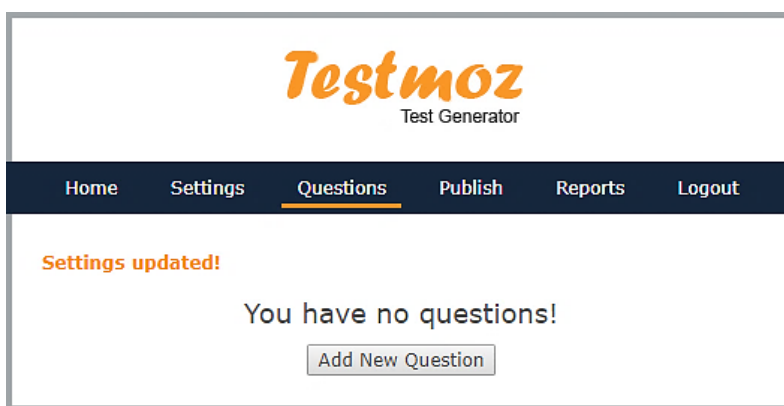 Testmoz
Test Generator
Home Settings Questions Publish Reports Logout
Settings updated!
You have no questions!
Add New Question